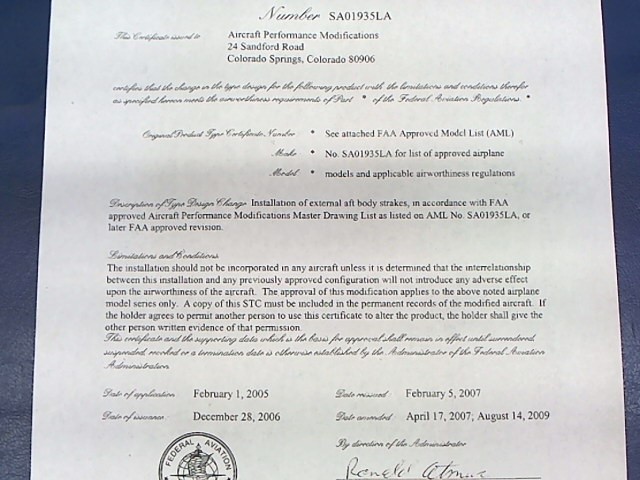 Number SA01935LA
This Certificate issued to Aircraft Performance Modifications
24 Sandford Road
Colorado Springs, Colorado 80906
certifies that the change in the type design for the following product with the limitations and conditions therefor
as specified hereon meets the airworthiness requirements of Part * of the Federal Aviation Regulations. *
Original Product Type Certificate Number * See attached FAA Approved Model List (AML)
Make * No. SA01935LA for list of approved airplane
Model * models and applicable airworthiness regulations
Description of Type Design Change Installation of external aft body strakes, in accordance with FAA
approved Aircraft Performance Modifications Master Drawing List as listed on AML No. SA01935LA, or
later FAA approved revision.
Limitations and Conditions
The installation should not be incorporated in any aircraft unless it is determined that the interrelationship
between this installation and any previously approved configuration will not introduce any adverse effect
upon the airworthiness of the aircraft. The approval of this modification applies to the above noted airplane
model series only. A copy of this STC must be included in the permanent records of the modified aircraft. If
the holder agrees to permit another person to use this certificate to alter the product, the holder shall give the
other person written evidence of that permission.
This certificate and the supporting data which is the basis for approval shall remain in effect until surrendered,
suspended, revoked or a termination date is otherwise established by the Administrator of the Federal Aviation
Administration.
Date of application February 1, 2005 Date reissued February 5, 2007
Date of issuance December 28, 2006 Date amended April 17, 2007; August 14, 2009
By direction of the Administrator
FEDERAL AVIATION
Ronald Atmur